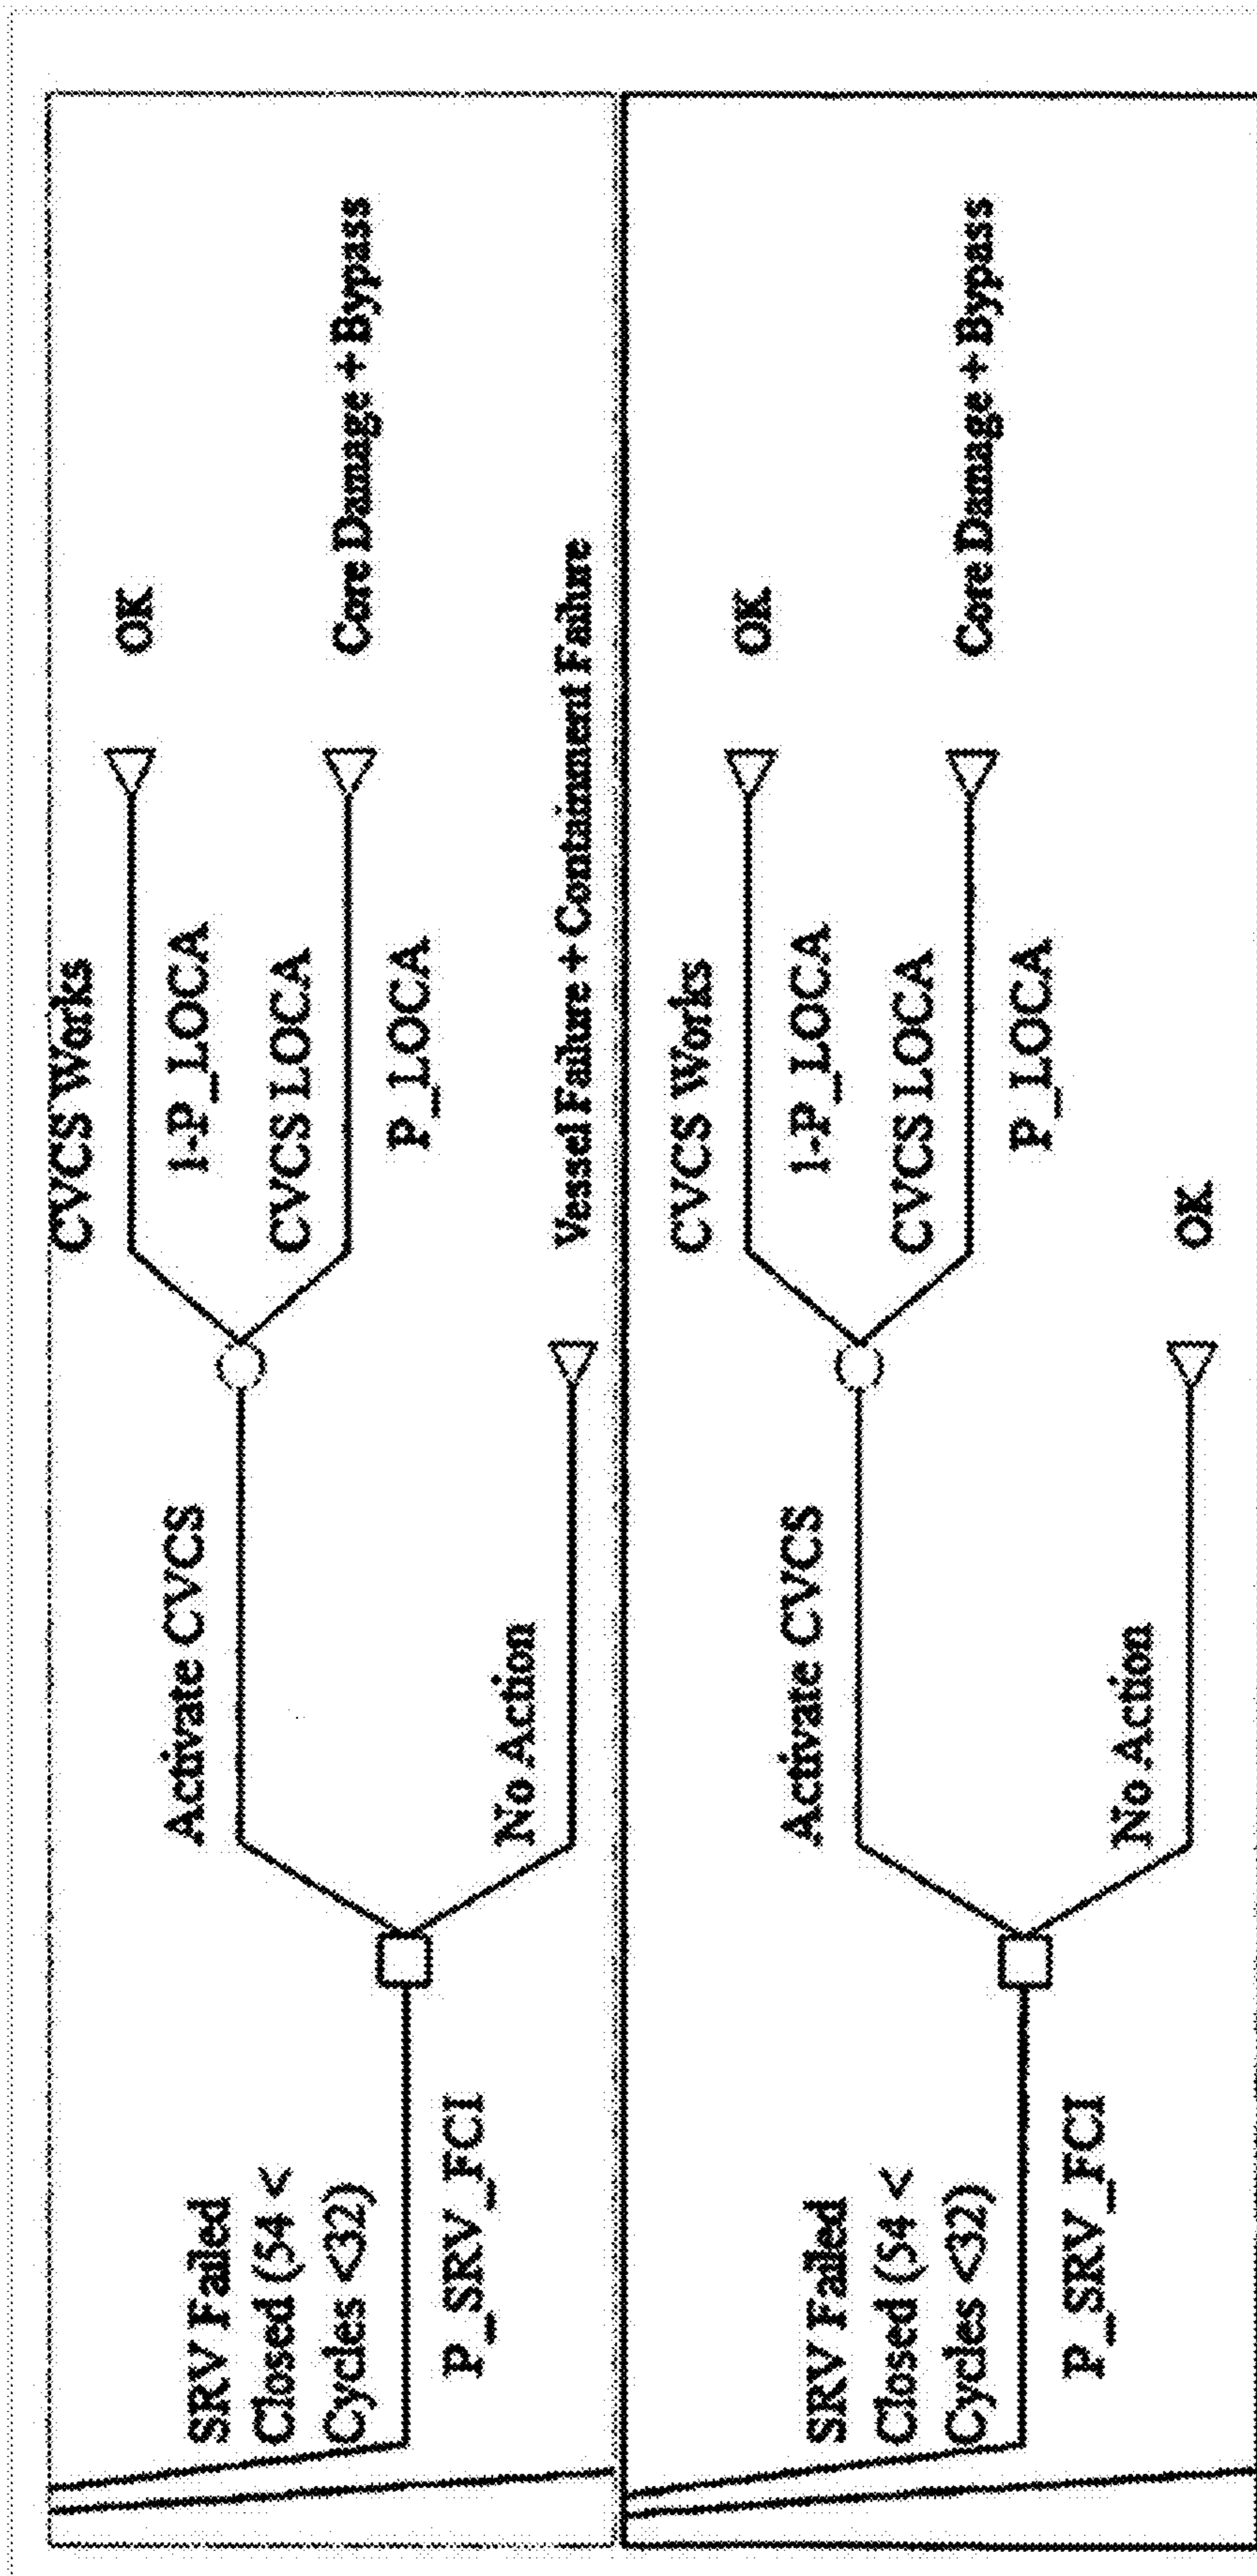 CVCS Works
OK
Activate CVCS
1-P_LOCA
CVCS LOCA
Core Damage + Bypass
SRV Failed
Closed (54 <
Cycles <32)
P_LOCA
P_SRV_FCI
No Action
Vessel Failure + Containment Failure
CVCS Works
OK
Activate CVCS
1-P_LOCA
CVCS LOCA
Core Damage + Bypass
SRV Failed
Closed (54 <
Cycles <32)
P_LOCA
P_SRV_FCI
No Action
OK